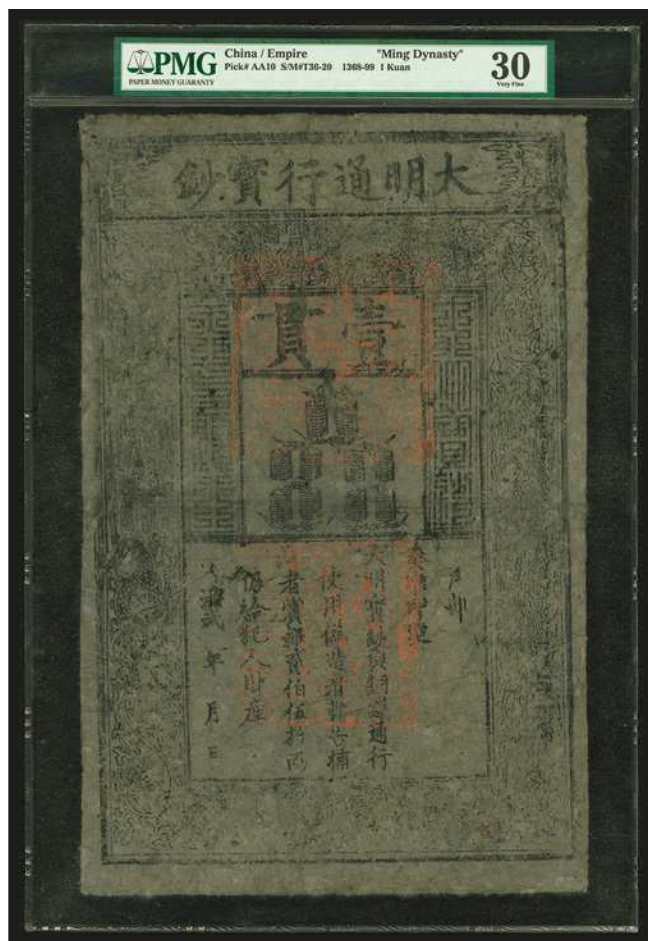 PMG
PAPER MONEY GUARANTY
China / Empire "Ming Dynasty"
Pick# AA10 S/M#T36-20 1368-99 1 Kuan
30
Very Fine
大明通行寶鈔
壹貫
戶部
大明寶鈔與銅錢通行
使用偽造者斬告捕
者賞銀貳伯伍拾兩
仍給犯人財産
洪武 年 月 日